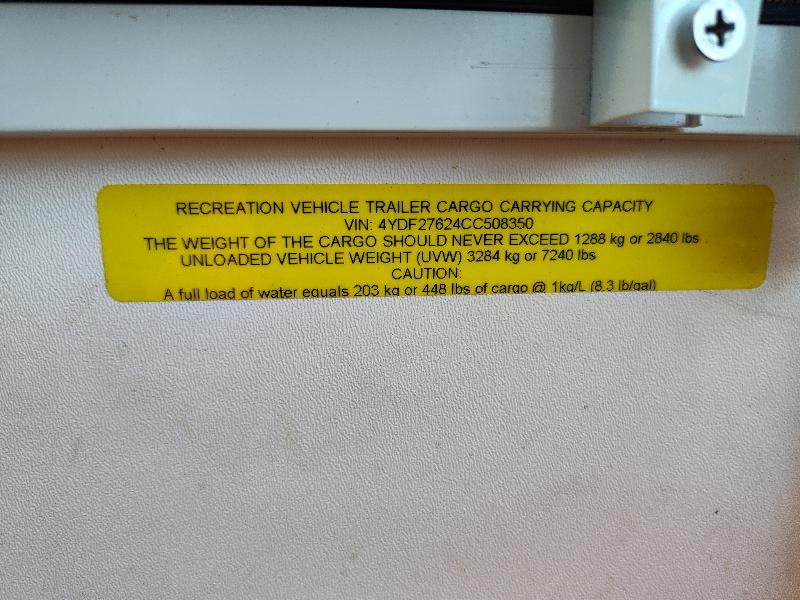 RECREATION VEHICLE TRAILER CARGO CARRYING CAPACITY
VIN: 4YDF27624CC508350
THE WEIGHT OF THE CARGO SHOULD NEVER EXCEED 1288 kg or 2840 lbs .
UNLOADED VEHICLE WEIGHT (UVW) 3284 kg or 7240 lbs
CAUTION:
A full load of water equals 203 kg or 448 lbs of cargo @ 1kg/L (8.3 lb/gal)